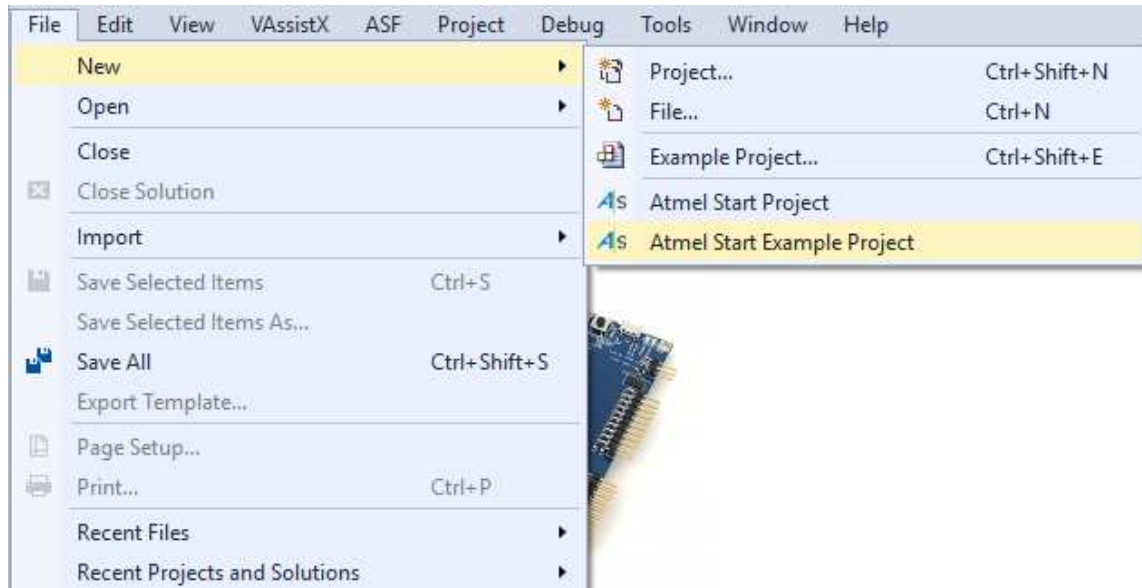 File Edit View VAssistX ASF Project Debug Tools Window Help
New
Open
Close
Close Solution
Import
Save Selected Items Ctrl+S
Save Selected Items As...
Save All Ctrl+Shift+S
Export Template...
Page Setup...
Print... Ctrl+P
Recent Files
Recent Projects and Solutions
Project... Ctrl+Shift+N
File... Ctrl+N
Example Project... Ctrl+Shift+E
As Atmel Start Project
As Atmel Start Example Project